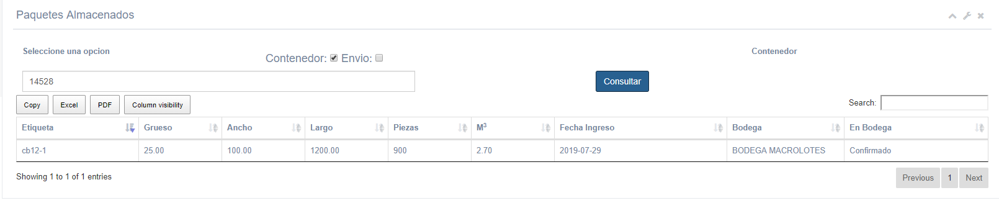 Paquetes Almacenados
Seleccione una opcion
Contenedor: Envio:
Contenedor
14528
Consultar
Copy Excel PDF Column visibility
Search:
Etiqueta Grueso Ancho Largo Piezas M³ Fecha Ingreso Bodega En Bodega
cb12-1 25.00 100.00 1200.00 900 2.70 2019-07-29 BODEGA MACROLOTES Confirmado
Showing 1 to 1 of 1 entries
Previous 1 Next